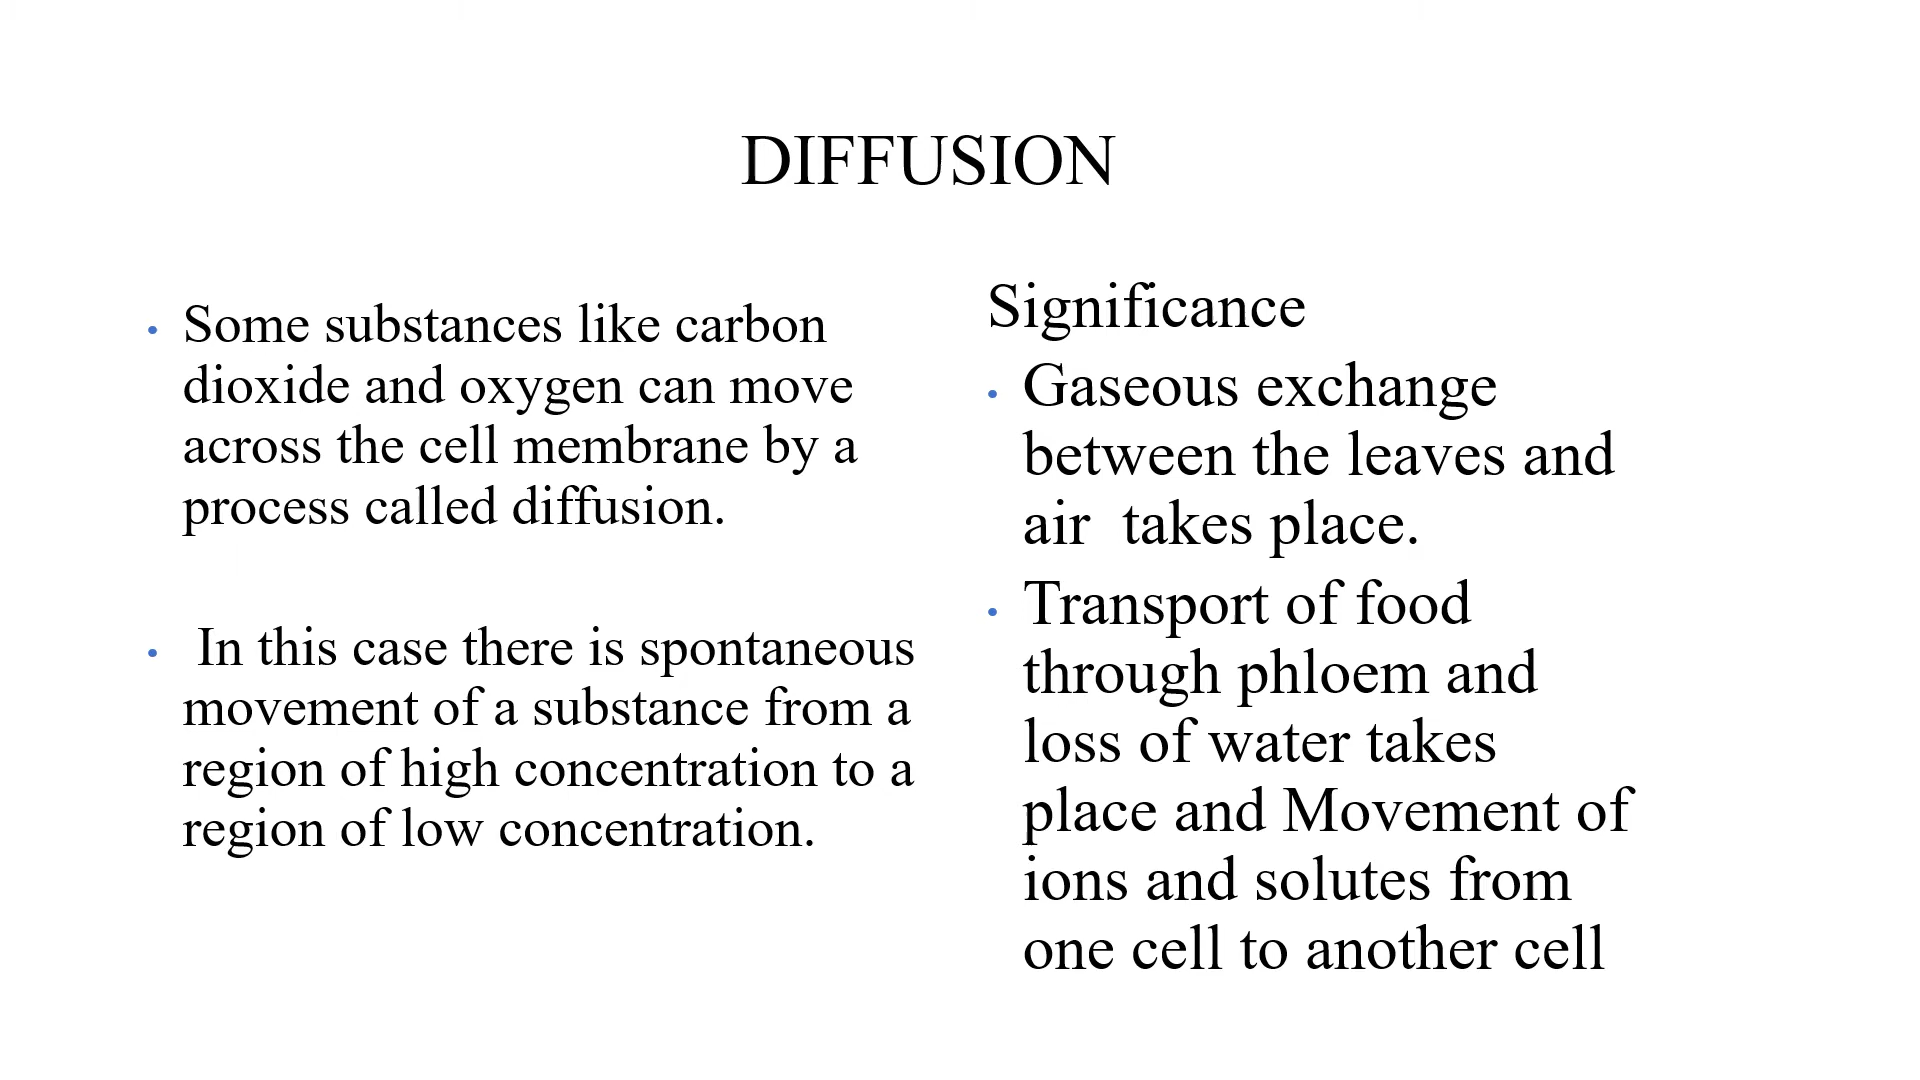 DIFFUSION
• Some substances like carbon
dioxide and oxygen can move
across the cell membrane by a
process called diffusion.
• In this case there is spontaneous
movement of a substance from a
region of high concentration to a
region of low concentration.
Significance
• Gaseous exchange
between the leaves and
air  takes place.
• Transport of food
through phloem and
loss of water takes
place and Movement of
ions and solutes from
one cell to another cell